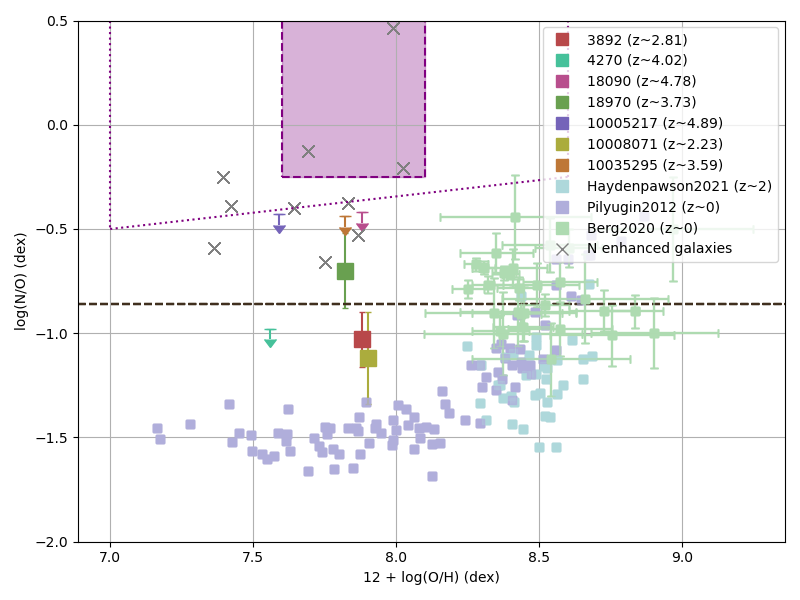 0.5
0.0
−0.5
−1.0
−1.5
−2.0
log(N/O) (dex)
3892 (z~2.81)
4270 (z~4.02)
18090 (z~4.78)
18970 (z~3.73)
10005217 (z~4.89)
10008071 (z~2.23)
10035295 (z~3.59)
Haydenpawson2021 (z~2)
Pilyugin2012 (z~0)
Berg2020 (z~0)
N enhanced galaxies
7.0 7.5 8.0 8.5 9.0
12 + log(O/H) (dex)